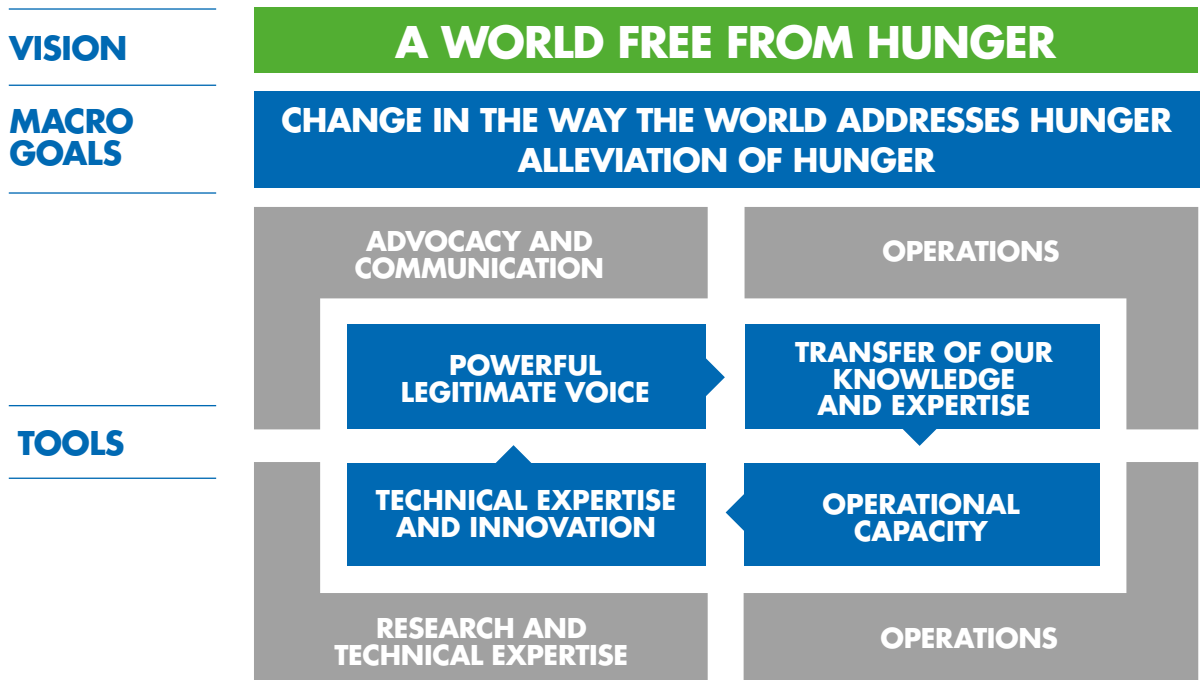 VISION
A WORLD FREE FROM HUNGER
MACRO
GOALS
CHANGE IN THE WAY THE WORLD ADDRESSES HUNGER
ALLEVIATION OF HUNGER
ADVOCACY AND
COMMUNICATION
OPERATIONS
POWERFUL
LEGITIMATE VOICE
TRANSFER OF OUR
KNOWLEDGE
AND EXPERTISE
TOOLS
TECHNICAL EXPERTISE
AND INNOVATION
OPERATIONAL
CAPACITY
RESEARCH AND
TECHNICAL EXPERTISE
OPERATIONS